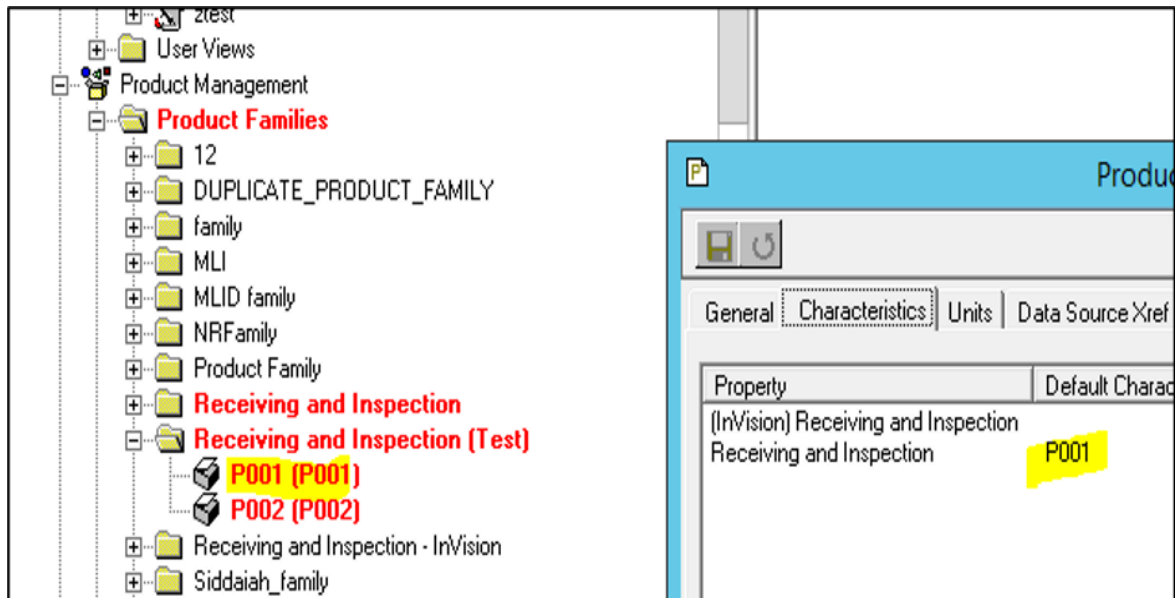 ztest
User Views
Product Management
Product Families
12
DUPLICATE_PRODUCT_FAMILY
family
MLI
MLID family
NRFamily
Product Family
Receiving and Inspection
Receiving and Inspection (Test)
P001 (P001)
P002 (P002)
Receiving and Inspection - InVision
Siddaiah_family
Produc
General Characteristics Units Data Source Xref
Property Default Charac
(InVision) Receiving and Inspection
Receiving and Inspection P001